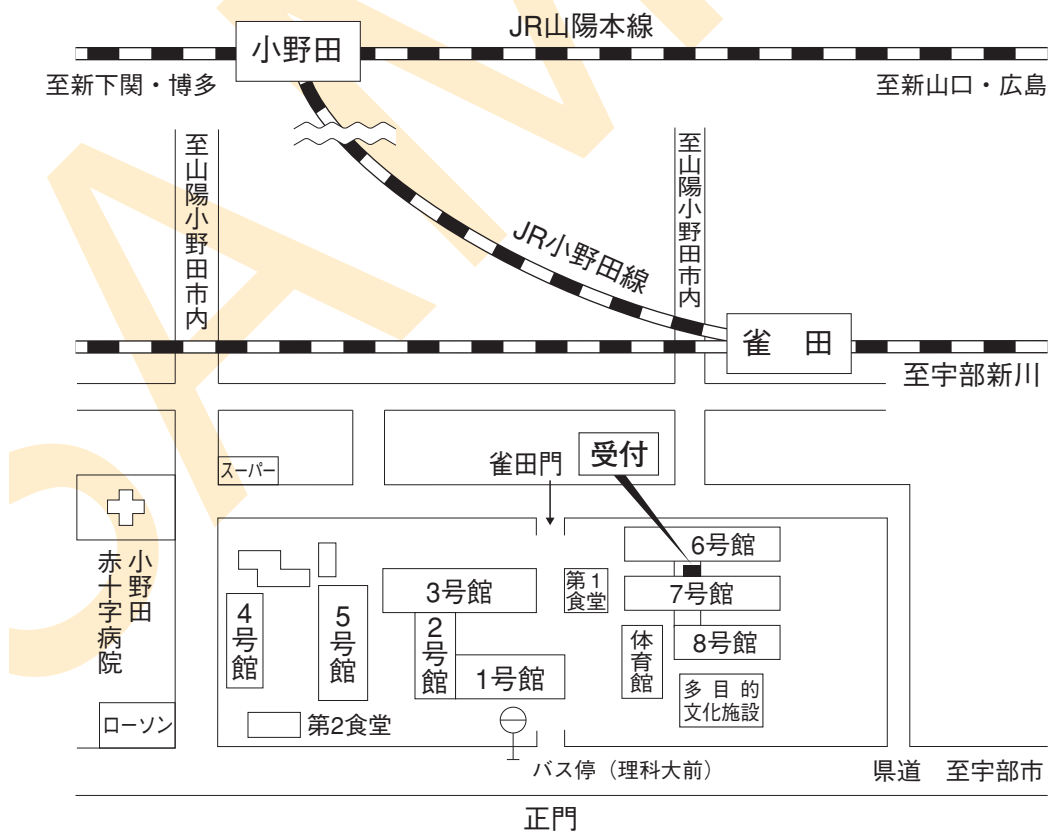 JR山陽本線
小野田
至新下関・博多
至新山口・広島
至山陽小野田市内
至山陽小野田市内
JR小野田線
雀　田
至宇部新川
スーパー
雀田門
受付
小野田
赤十字病院
6号館
第1
食堂
7号館
3号館
4号館
5号館
2号館
8号館
体育館
1号館
多目的
文化施設
ローソン
第2食堂
バス停（理科大前）
県道　至宇部市
正門